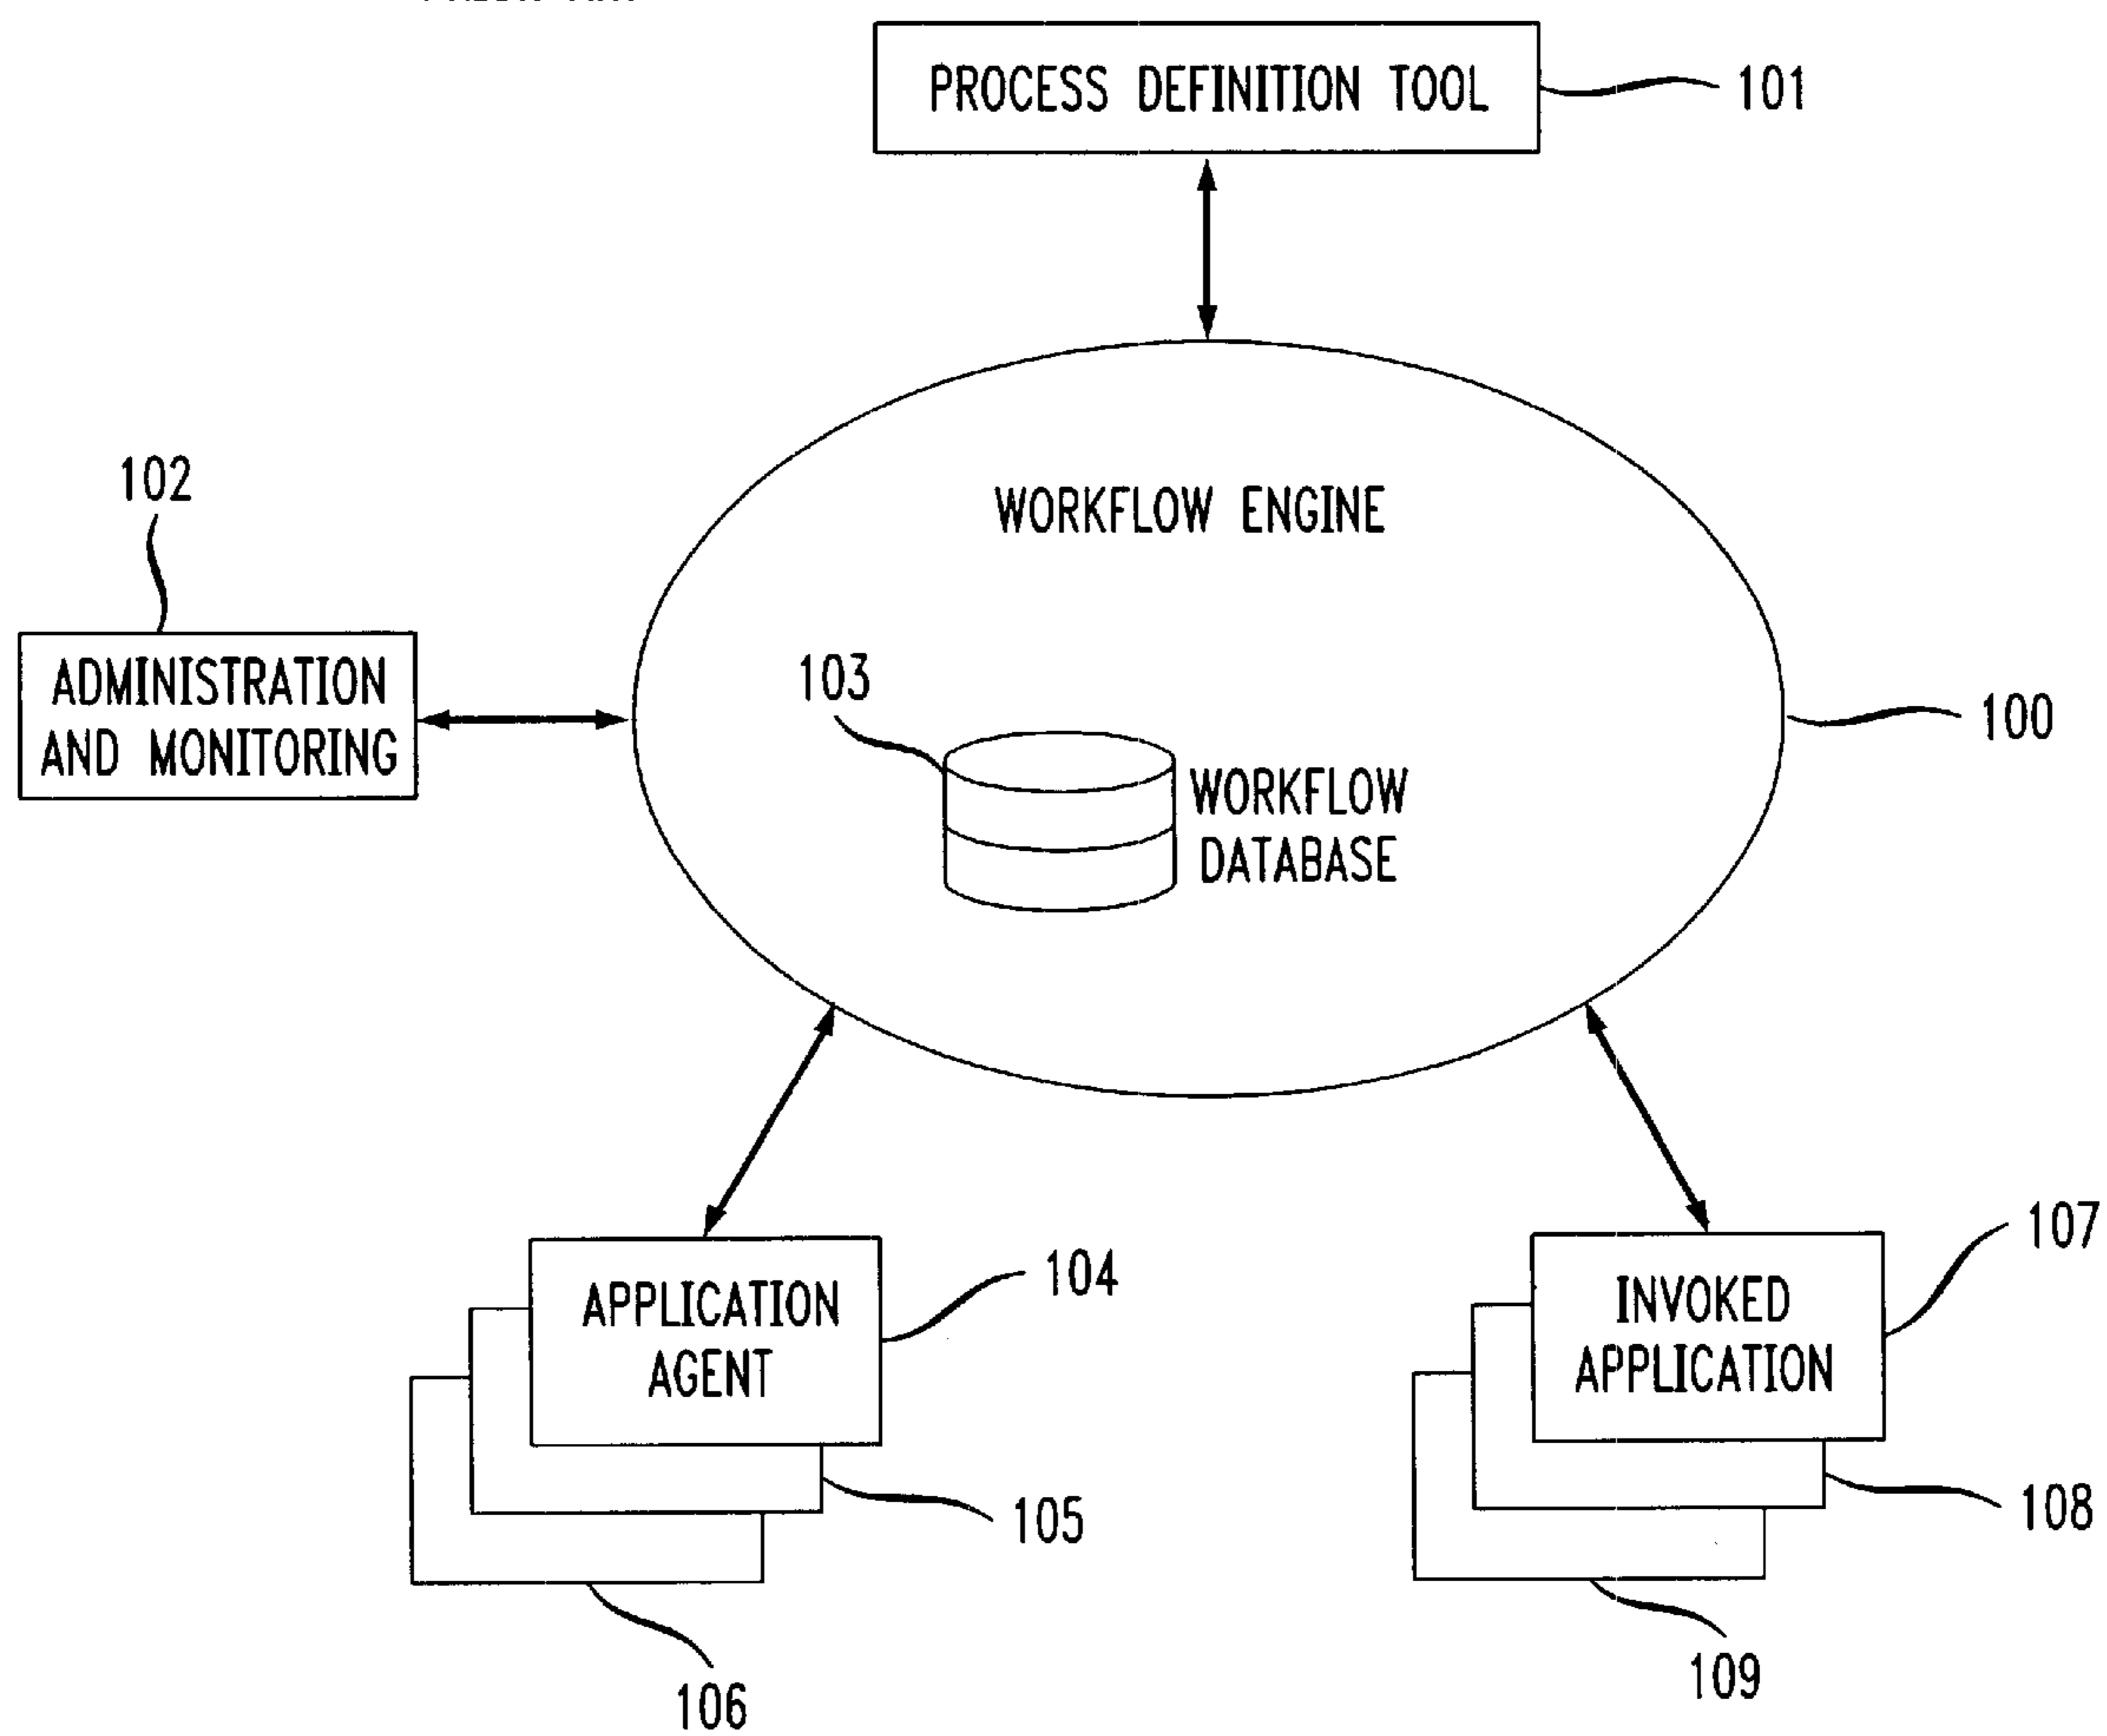 PROCESS DEFINITION TOOL
101
WORKFLOW ENGINE
102
ADMINISTRATION
AND MONITORING
103
100
WORKFLOW
DATABASE
107
104
APPLICATION
AGENT
INVOKED
APPLICATION
105
108
106
109